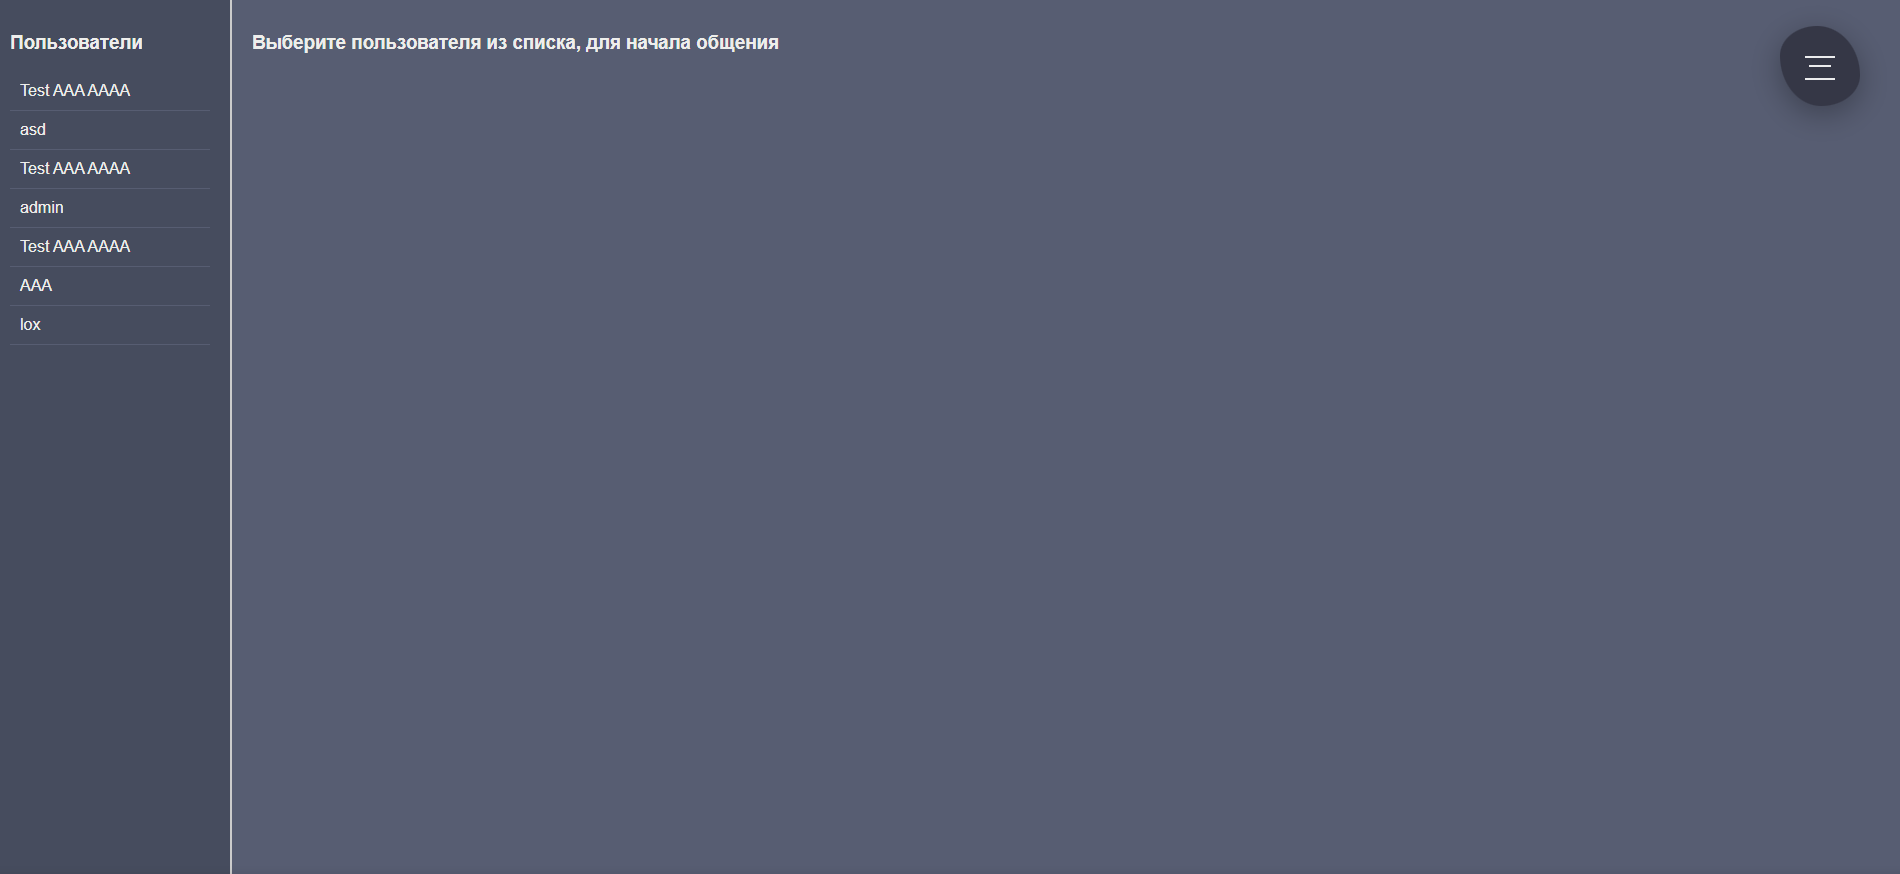 Пользователи
Test AAA AAAA
asd
Test AAA AAAA
admin
Test AAA AAAA
AAA
lox
Выберите пользователя из списка, для начала общения